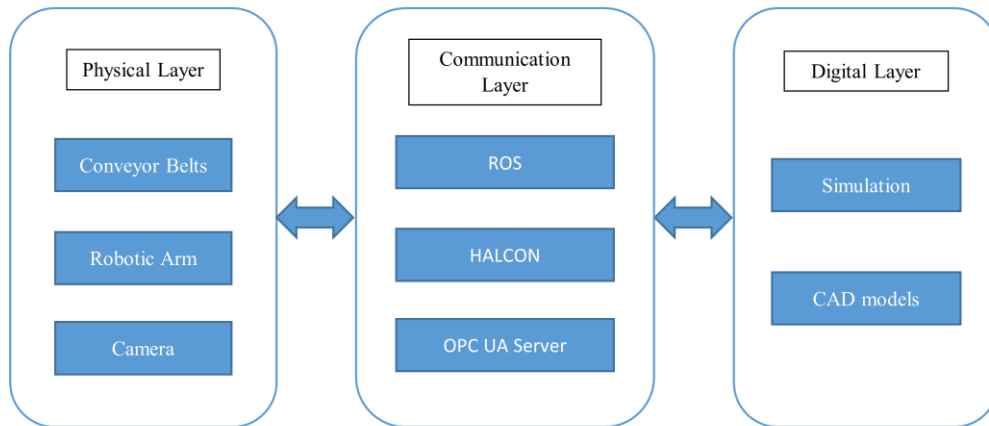 Physical Layer
Conveyor Belts
Robotic Arm
Camera
Communication
Layer
ROS
HALCON
OPC UA Server
Digital Layer
Simulation
CAD models